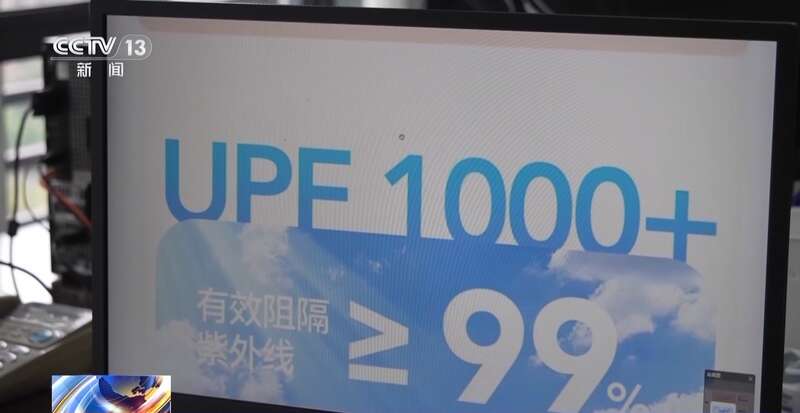 CCTV 13
新闻
UPF 1000+
有效阻隔
紫外线
≥99%